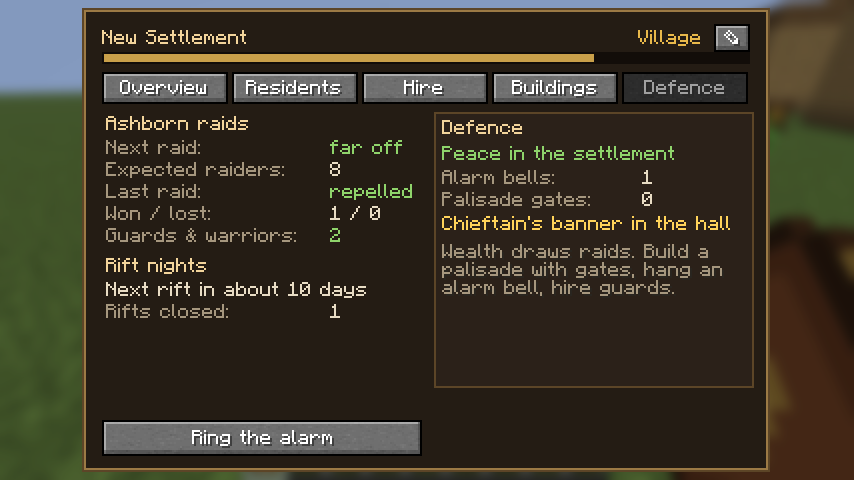 New Settlement
Village
Overview
Residents
Hire
Buildings
Defence
Ashborn raids
Next raid: far off
Expected raiders: 8
Last raid: repelled
Won / lost: 1 / 0
Guards & warriors: 2
Rift nights
Next rift in about 10 days
Rifts closed: 1
Defence
Peace in the settlement
Alarm bells: 1
Palisade gates: 0
Chieftain's banner in the hall
Wealth draws raids. Build a
palisade with gates, hang an
alarm bell, hire guards.
Ring the alarm